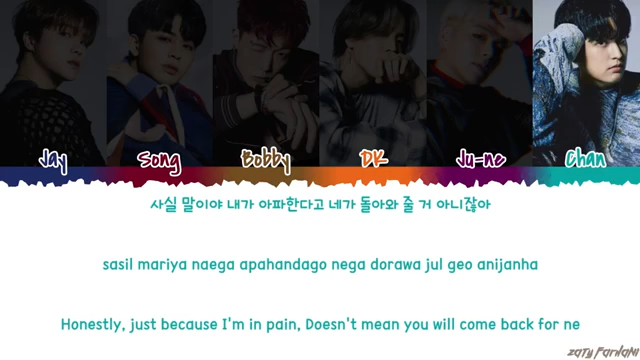 Jay Song Bobby DK Ju-ne Chan
사실 말이야 내가 아파한다고 네가 돌아와 줄 거 아니잖아
sasil mariya naega apahandago nega dorawa jul geo anijanha
Honestly, just because I'm in pain, Doesn't mean you will come back for ne
zaty farhani